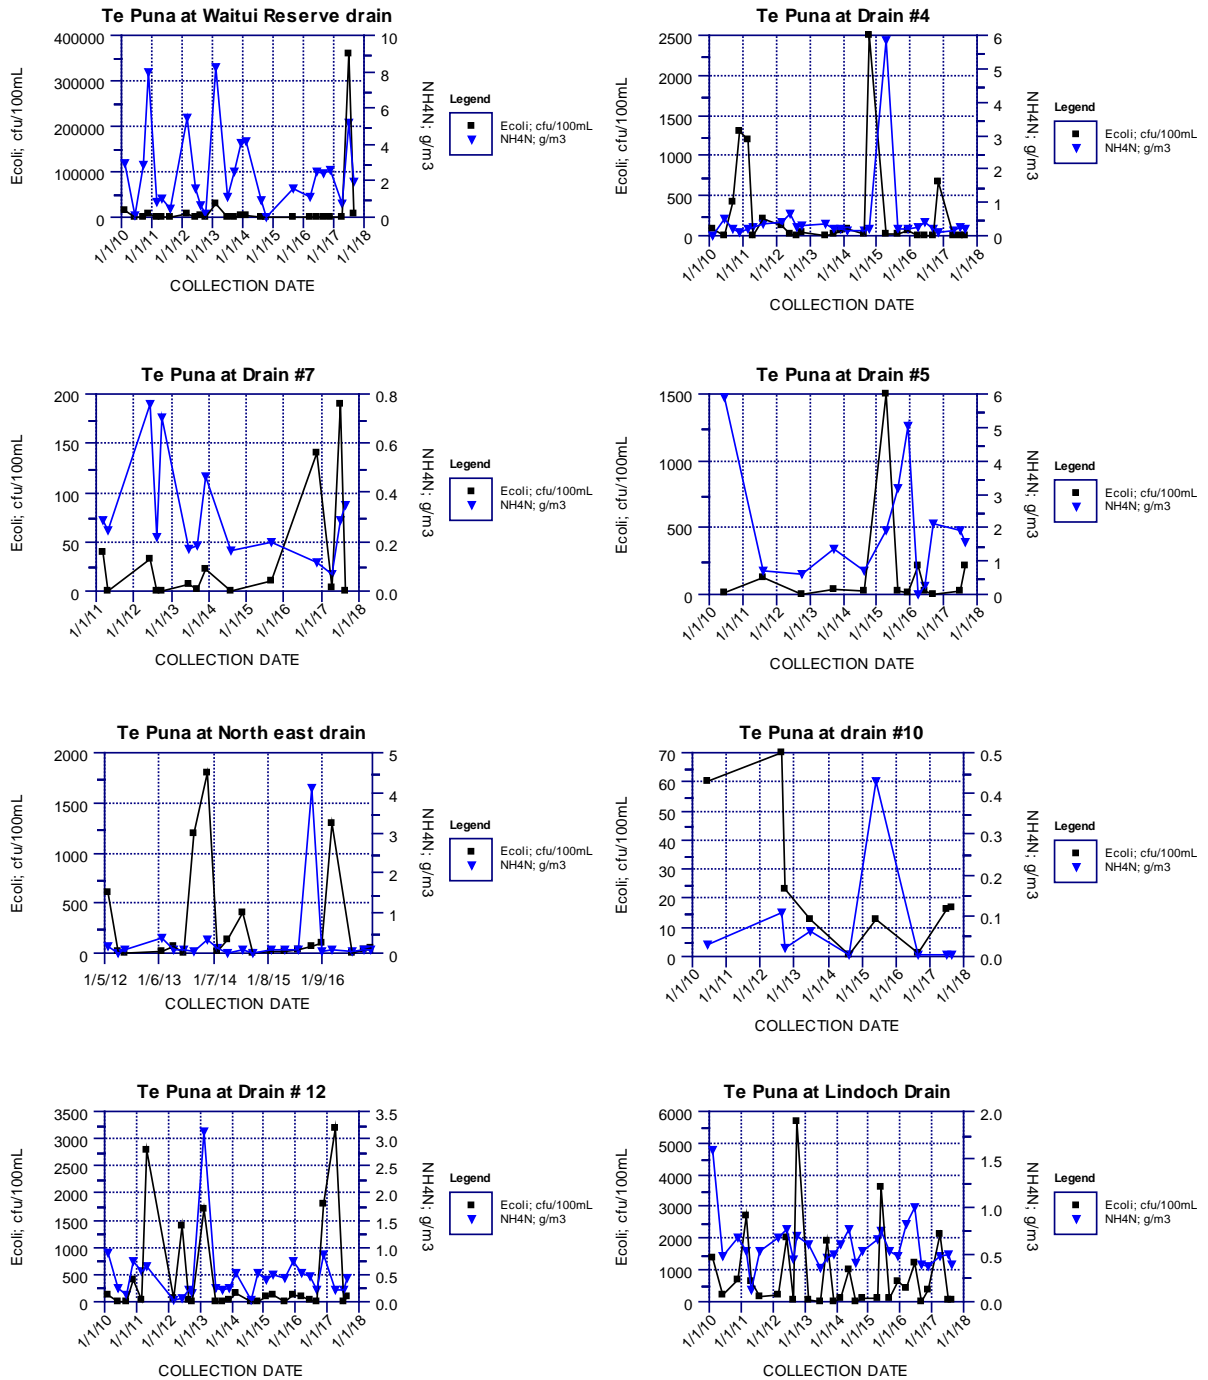 Te Puna at Waitui Reserve drain
400000
300000
200000
100000
0
10
8
6
4
2
0
Ecoli; cfu/100mL
NH4N; g/m3
1/1/10
1/1/11
1/1/12
1/1/13
1/1/14
1/1/15
1/1/16
1/1/17
1/1/18
COLLECTION DATE
Legend
Ecoli; cfu/100mL
NH4N; g/m3
Te Puna at Drain #4
2500
2000
1500
1000
500
0
6
5
4
3
2
1
0
Ecoli; cfu/100mL
NH4N; g/m3
1/1/10
1/1/11
1/1/12
1/1/13
1/1/14
1/1/15
1/1/16
1/1/17
1/1/18
COLLECTION DATE
Legend
Ecoli; cfu/100mL
NH4N; g/m3
Te Puna at Drain #7
200
150
100
50
0
0.8
0.6
0.4
0.2
0.0
Ecoli; cfu/100mL
NH4N; g/m3
1/1/11
1/1/12
1/1/13
1/1/14
1/1/15
1/1/16
1/1/17
1/1/18
COLLECTION DATE
Legend
Ecoli; cfu/100mL
NH4N; g/m3
Te Puna at Drain #5
1500
1000
500
0
6
5
4
3
2
1
0
Ecoli; cfu/100mL
NH4N; g/m3
1/1/10
1/1/11
1/1/12
1/1/13
1/1/14
1/1/15
1/1/16
1/1/17
1/1/18
COLLECTION DATE
Legend
Ecoli; cfu/100mL
NH4N; g/m3
Te Puna at North east drain
2000
1500
1000
500
0
5
4
3
2
1
0
Ecoli; cfu/100mL
NH4N; g/m3
1/5/12
1/6/13
1/7/14
1/8/15
1/9/16
COLLECTION DATE
Legend
Ecoli; cfu/100mL
NH4N; g/m3
Te Puna at drain #10
70
60
50
40
30
20
10
0
0.5
0.4
0.3
0.2
0.1
0.0
Ecoli; cfu/100mL
NH4N; g/m3
1/1/10
1/1/11
1/1/12
1/1/13
1/1/14
1/1/15
1/1/16
1/1/17
1/1/18
COLLECTION DATE
Legend
Ecoli; cfu/100mL
NH4N; g/m3
Te Puna at Drain # 12
3500
3000
2500
2000
1500
1000
500
0
3.5
3.0
2.5
2.0
1.5
1.0
0.5
0.0
Ecoli; cfu/100mL
NH4N; g/m3
1/1/10
1/1/11
1/1/12
1/1/13
1/1/14
1/1/15
1/1/16
1/1/17
1/1/18
COLLECTION DATE
Legend
Ecoli; cfu/100mL
NH4N; g/m3
Te Puna at Lindoch Drain
6000
5000
4000
3000
2000
1000
0
2.0
1.5
1.0
0.5
0.0
Ecoli; cfu/100mL
NH4N; g/m3
1/1/10
1/1/11
1/1/12
1/1/13
1/1/14
1/1/15
1/1/16
1/1/17
1/1/18
COLLECTION DATE
Legend
Ecoli; cfu/100mL
NH4N; g/m3